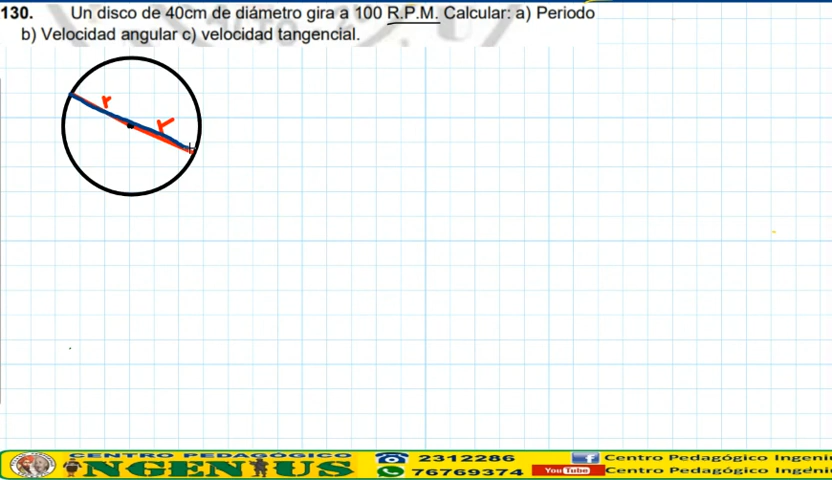 130. Un disco de 40cm de diámetro gira a 100 R.P.M. Calcular: a) Periodo
b) Velocidad angular c) velocidad tangencial.
r
r
CENTRO PEDAGÓGICO
INGENIUS
2312286
76769374
Centro Pedagógico Ingeni
YouTube Centro Pedagógico Ingéni